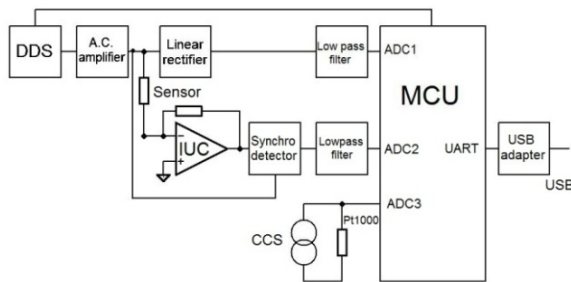 DDS
A.C.
amplifier
Linear
rectifier
Low pass
filter
ADC1
MCU
Sensor
IUC
Synchro
detector
Lowpass
filter
ADC2
UART
USB
adapter
USB
ADC3
CCS
Pt1000